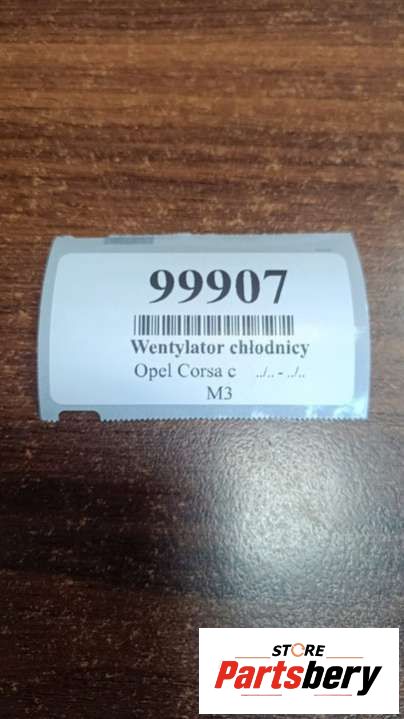 99907
Wentylator chłodnicy
Opel Corsa c ../.. - ../..
M3
STORE
Partsbery